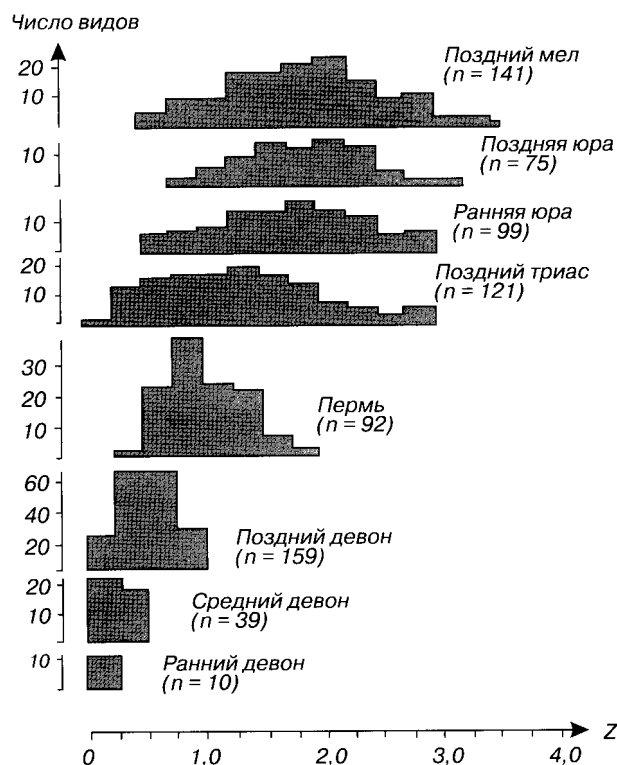 Число видов
20
10
Поздний мел
(n = 141)
10
Поздняя юра
(n = 75)
10
Ранняя юра
(n = 99)
20
10
Поздний триас
(n = 121)
30
20
10
Пермь
(n = 92)
60
40
20
Поздний девон
(n = 159)
20
10
Средний девон
(n = 39)
10
Ранний девон
(n = 10)
0 1,0 2,0 3,0 4,0 Z